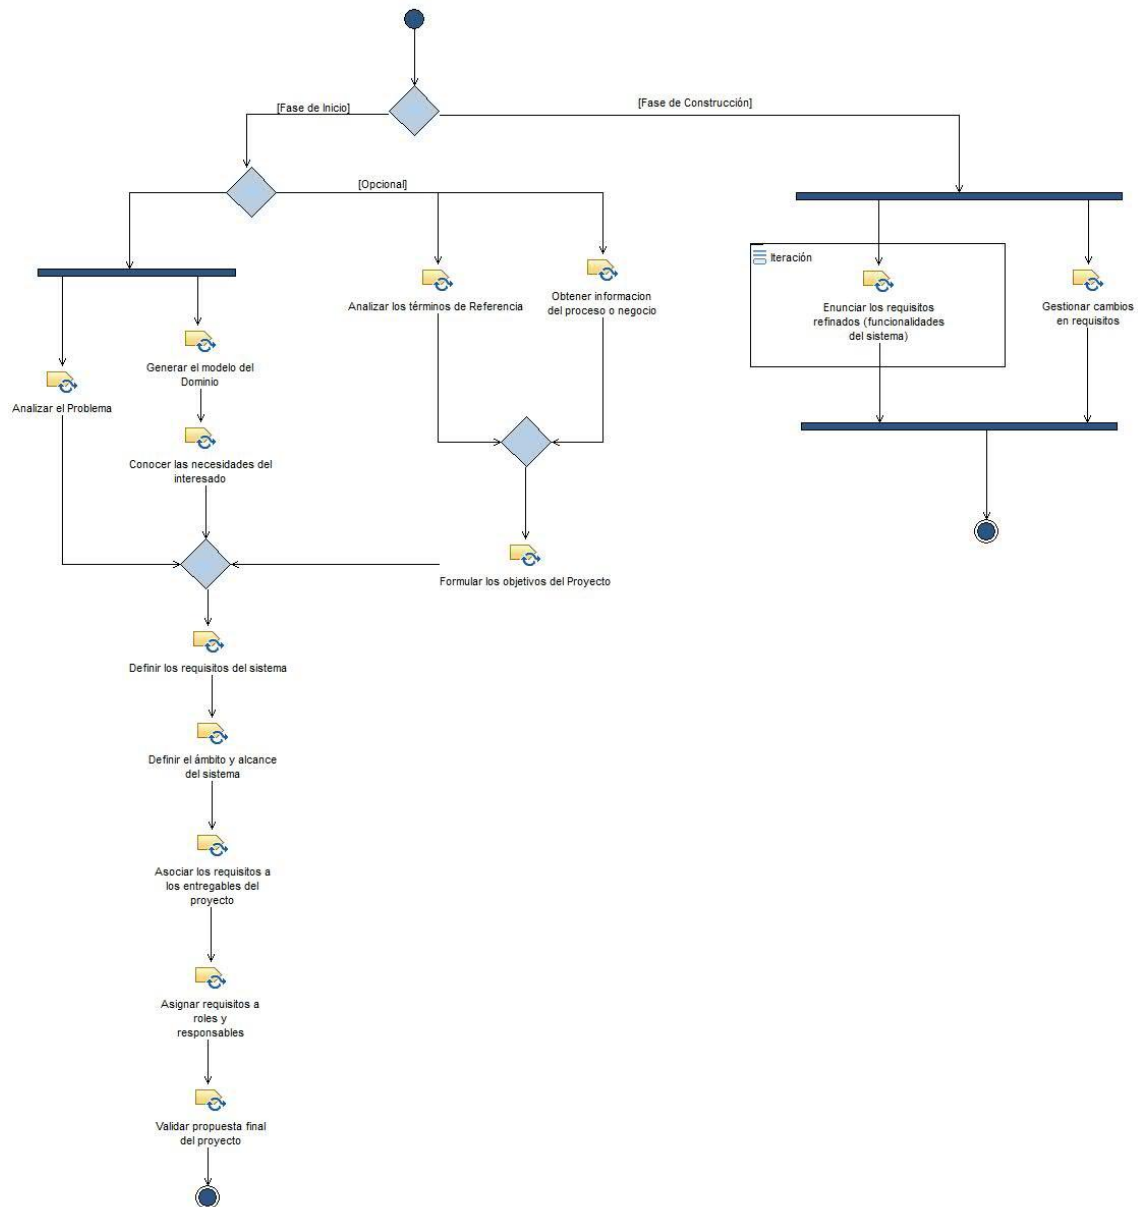 [Fase de Inicio]
[Fase de Construcción]
[Opcional]
Iteración
Analizar los términos de Referencia
Obtener informacion
del proceso o negocio
Enunciar los requisitos
refinados (funcionalidades
del sistema)
Gestionar cambios
en requisitos
Generar el modelo del
Dominio
Analizar el Problema
Conocer las necesidades del
interesado
Formular los objetivos del Proyecto
Definir los requisitos del sistema
Definir el ámbito y alcance
del sistema
Asociar los requisitos a
los entregables del
proyecto
Asignar requisitos a
roles y
responsables
Validar propuesta final
del proyecto